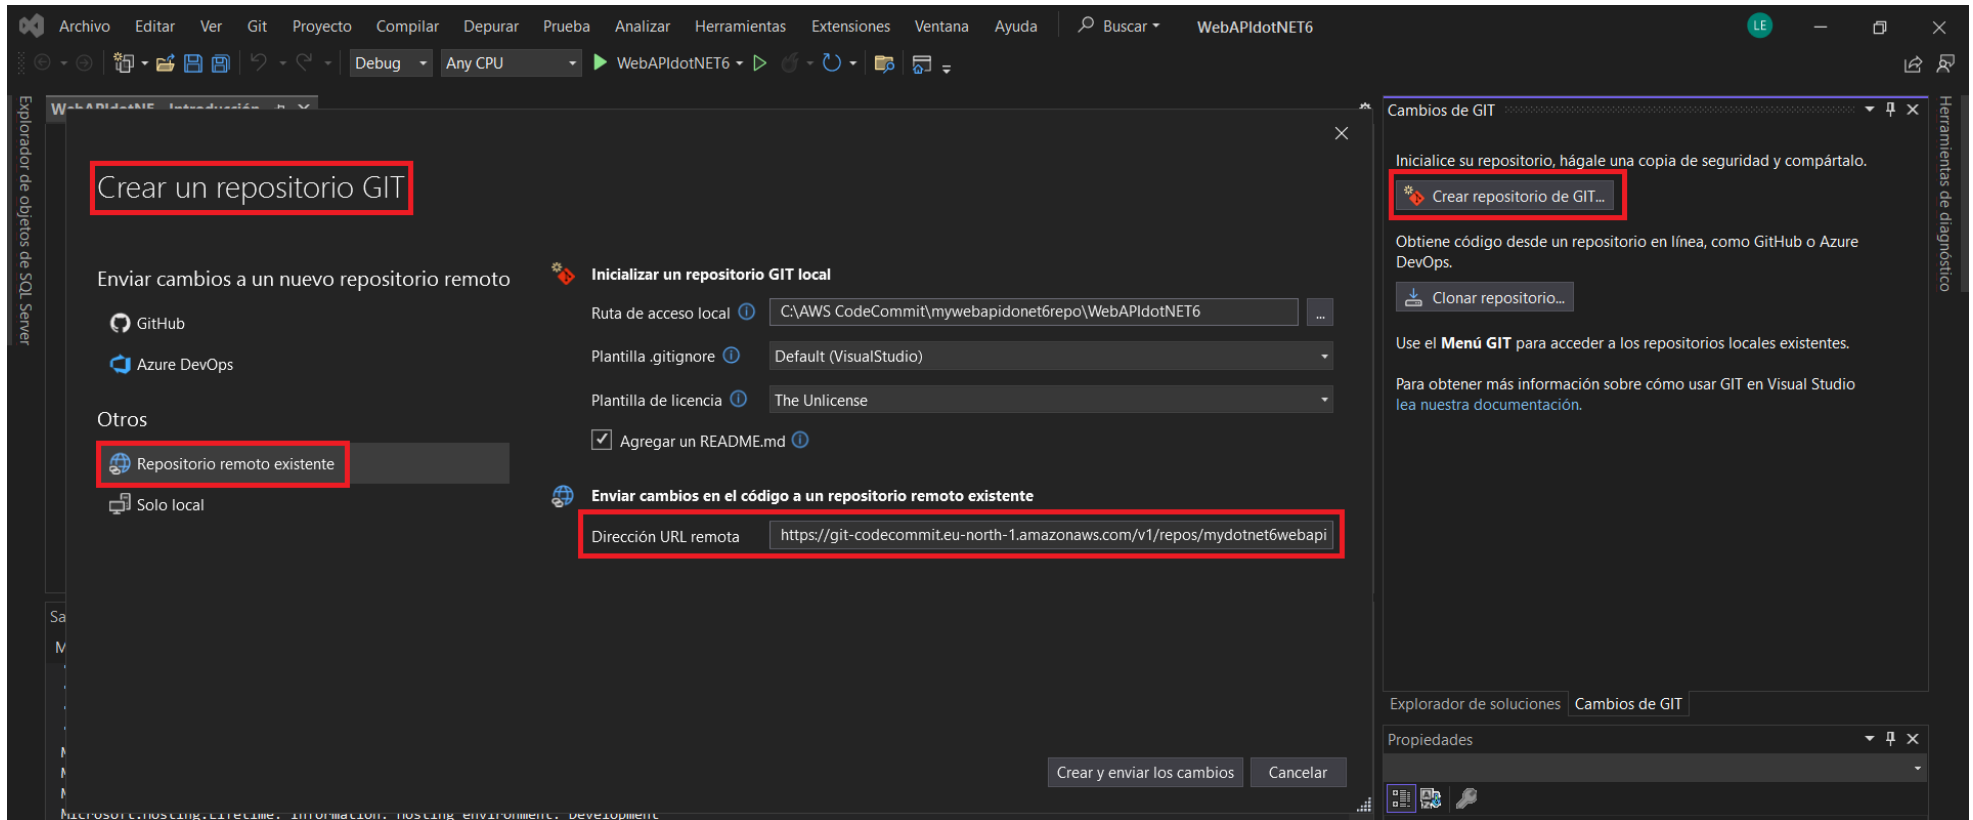 Archivo Editar Ver Git Proyecto Compilar Depurar Prueba Analizar Herramientas Extensiones Ventana Ayuda Buscar WebAPIdotNET6 LE
Debug Any CPU WebAPIdotNET6
Explorador de objetos de SQL Server
Crear un repositorio GIT
Enviar cambios a un nuevo repositorio remoto
GitHub
Azure DevOps
Otros
Repositorio remoto existente
Solo local
Inicializar un repositorio GIT local
Ruta de acceso local C:\AWS CodeCommit\mywebapidonet6repo\WebAPIdotNET6 ...
Plantilla .gitignore Default (VisualStudio)
Plantilla de licencia The Unlicense
Agregar un README.md
Enviar cambios en el código a un repositorio remoto existente
Dirección URL remota https://git-codecommit.eu-north-1.amazonaws.com/v1/repos/mydotnet6webapi
Crear y enviar los cambios Cancelar
Cambios de GIT
Inicialice su repositorio, hágale una copia de seguridad y compártalo.
Crear repositorio de GIT...
Obtiene código desde un repositorio en línea, como GitHub o Azure
DevOps.
Clonar repositorio...
Use el Menú GIT para acceder a los repositorios locales existentes.
Para obtener más información sobre cómo usar GIT en Visual Studio
lea nuestra documentación.
Explorador de soluciones Cambios de GIT
Propiedades
Herramientas de diagnóstico